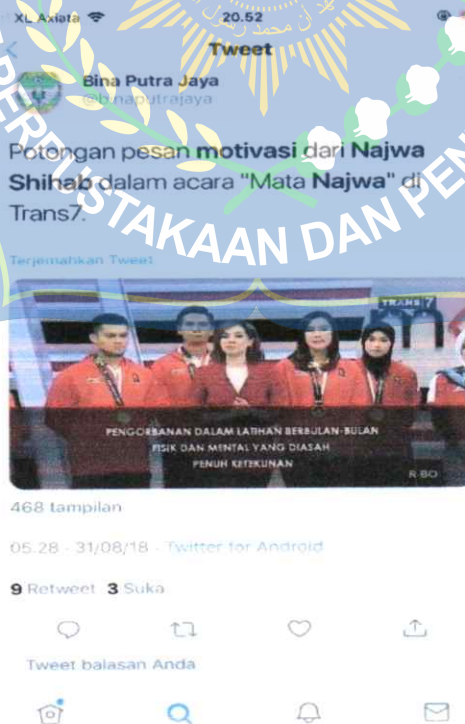 XL Axiata 20.52
Tweet
Bina Putra Jaya
@binaputrajaya
Potongan pesan motivasi dari Najwa
Shihab dalam acara "Mata Najwa" di
Trans7.
PERPUSTAKAAN DAN PEN
Terjemahkan Tweet
TRANS 7
PENGORBANAN DALAM LATIHAN BERBULAN-BULAN
FISIK DAN MENTAL YANG DIASAH
PENUH KETEKUNAN
R-BO
468 tampilan
05.28 - 31/08/18 - Twitter for Android
9 Retweet 3 Suka
Tweet balasan Anda